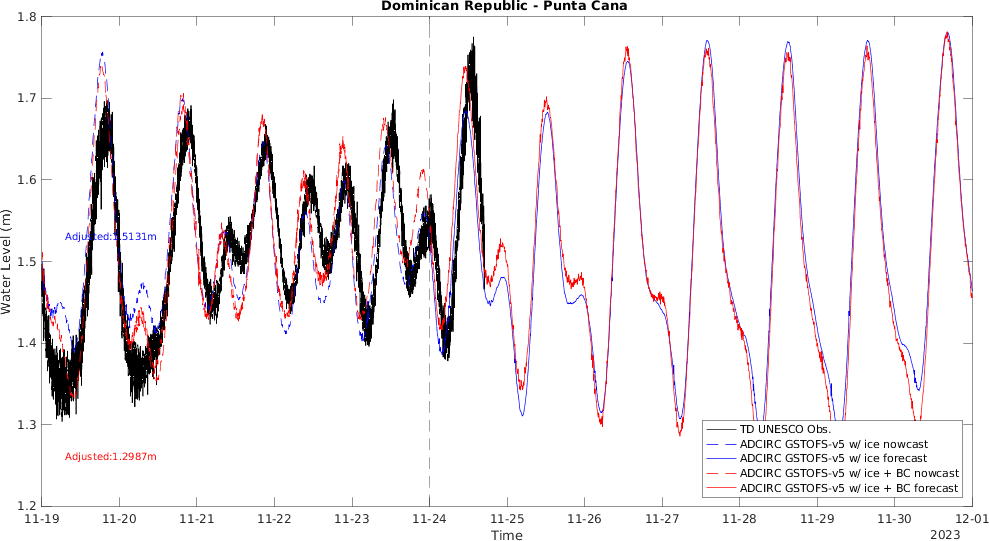 Dominican Republic - Punta Cana
1.8
1.7
1.6
1.5
1.4
1.3
1.2
Water Level (m)
Adjusted:1.5131m
Adjusted:1.2987m
TD UNESCO Obs.
ADCIRC GSTOFS-v5 w/ ice nowcast
ADCIRC GSTOFS-v5 w/ ice forecast
ADCIRC GSTOFS-v5 w/ ice + BC nowcast
ADCIRC GSTOFS-v5 w/ ice + BC forecast
11-19 11-20 11-21 11-22 11-23 11-24 11-25 11-26 11-27 11-28 11-29 11-30 12-01
Time
2023